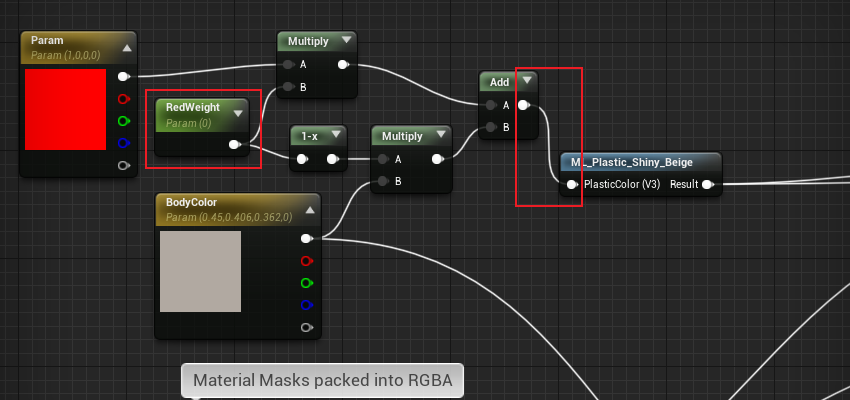 Param
Param (1,0,0,0)
Multiply
A
B
RedWeight
Param (0)
1-x
Multiply
A
B
Add
A
B
ML_Plastic_Shiny_Beige
PlasticColor (V3) Result
BodyColor
Param (0.45,0.406,0.362,0)
Material Masks packed into RGBA